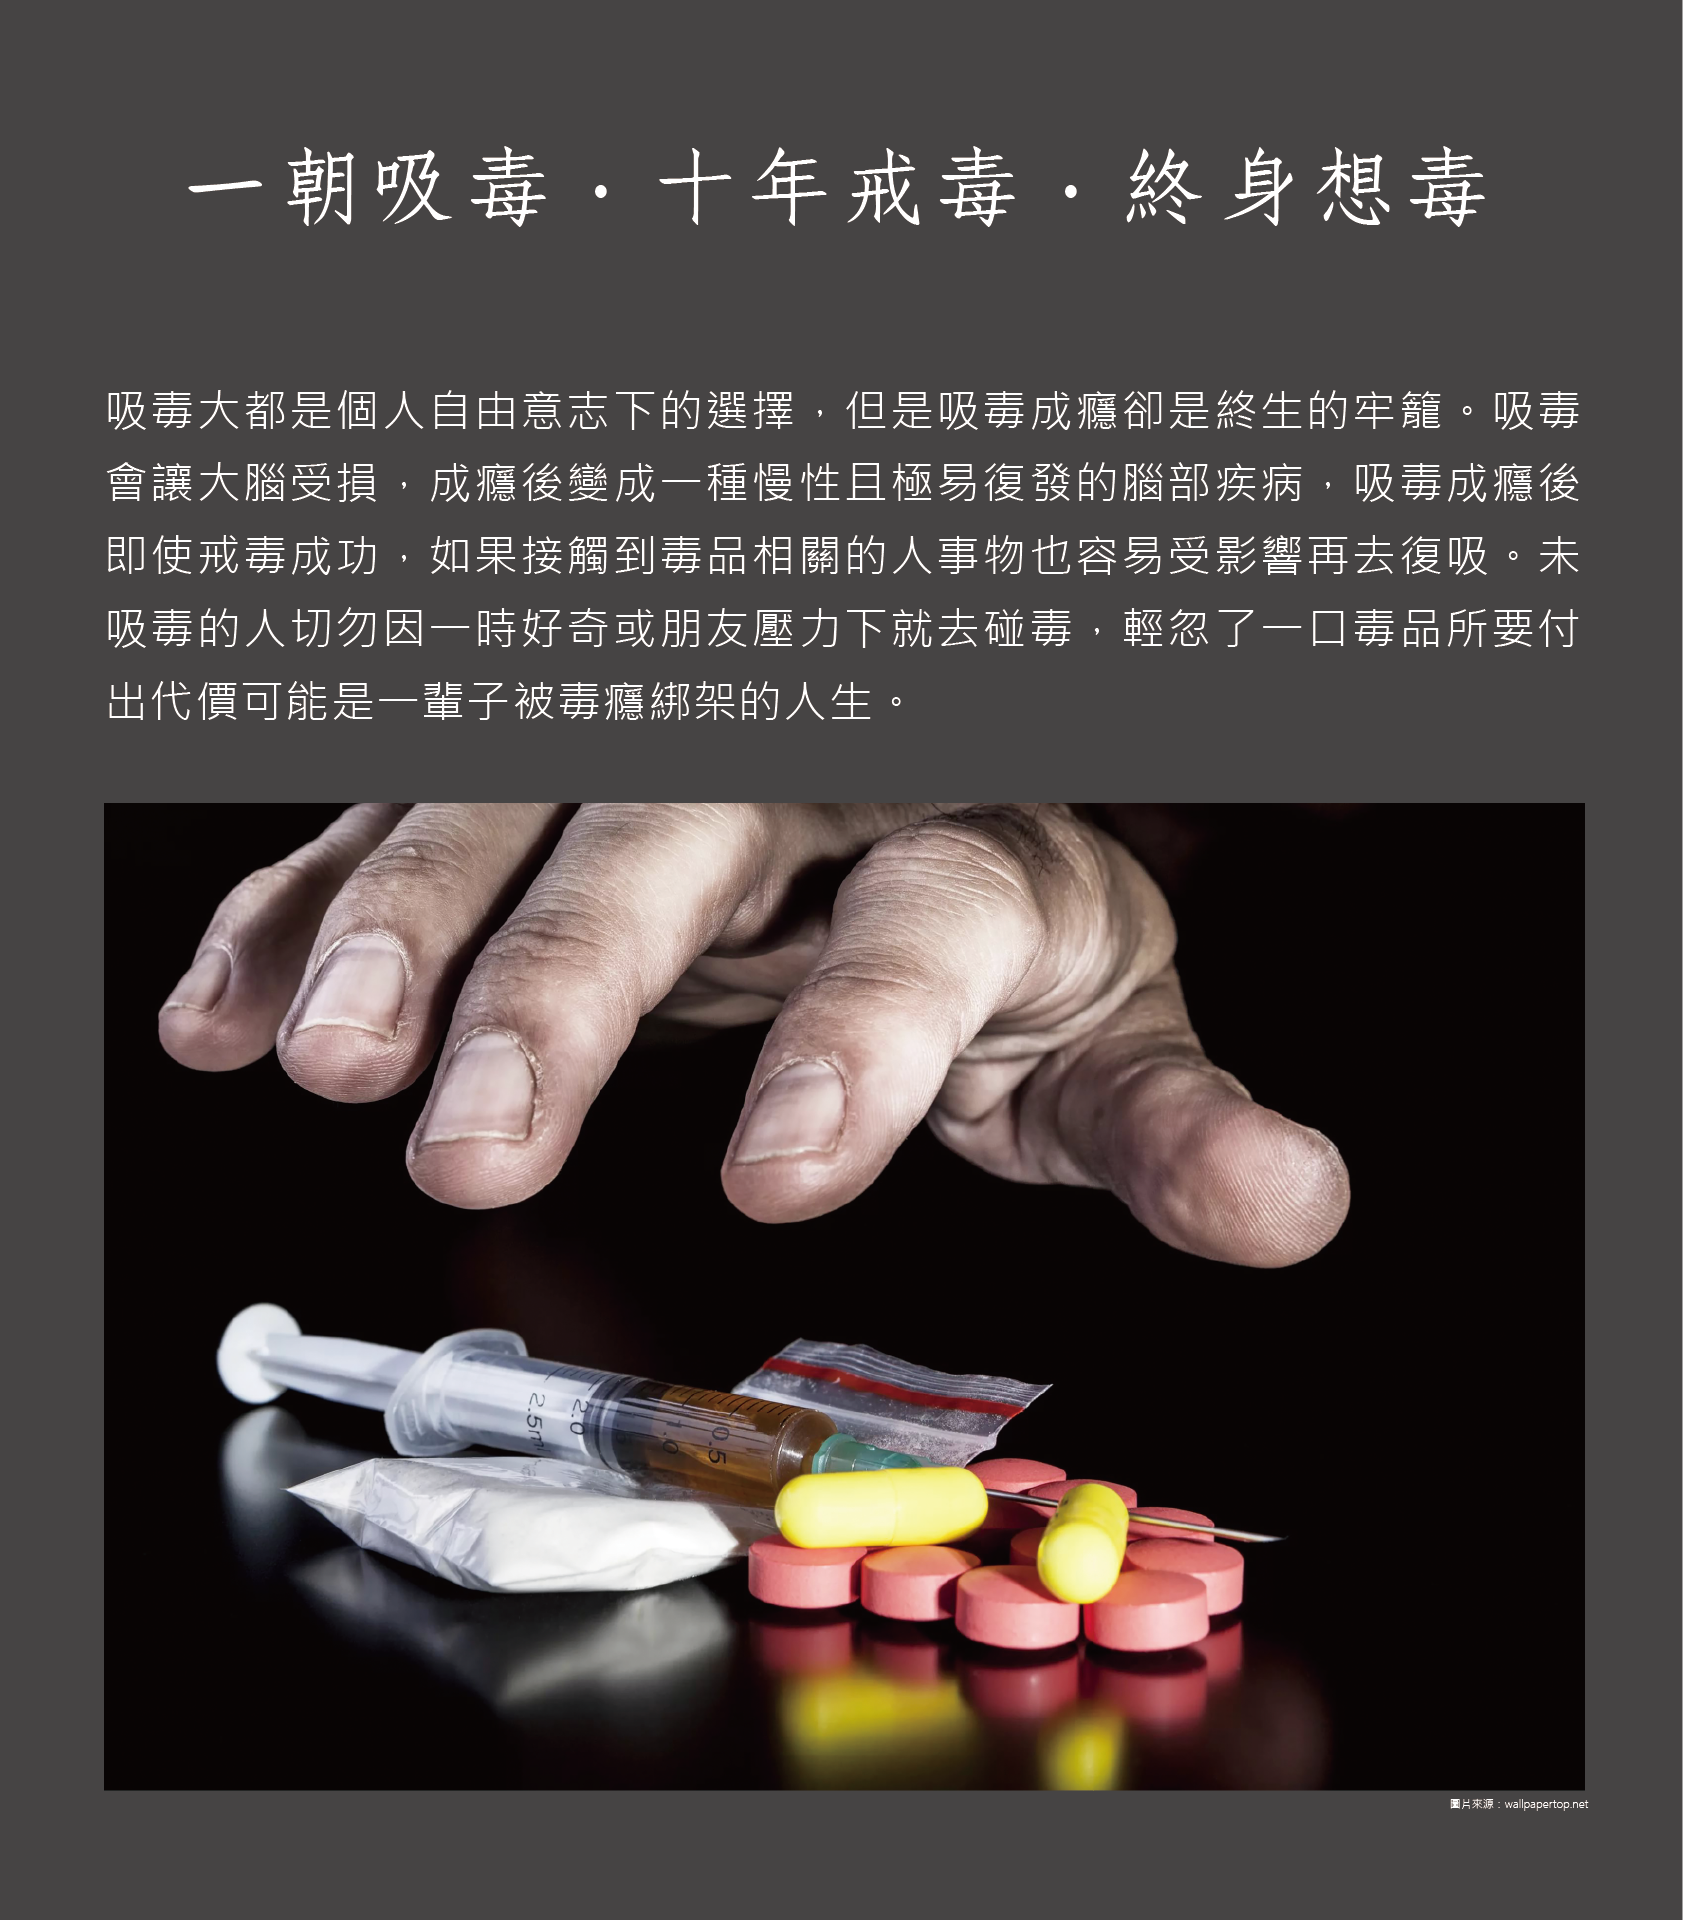 一朝吸毒．十年戒毒．終身想毒
吸毒大都是個人自由意志下的選擇，但是吸毒成癮卻是終生的牢籠。吸毒
會讓大腦受損，成癮後變成一種慢性且極易復發的腦部疾病，吸毒成癮後
即使戒毒成功，如果接觸到毒品相關的人事物也容易受影響再去復吸。未
吸毒的人切勿因一時好奇或朋友壓力下就去碰毒，輕忽了一口毒品所要付
出代價可能是一輩子被毒癮綁架的人生。
2.5ml
2.0
1.0
0.5
圖片來源：wallpapertop.net